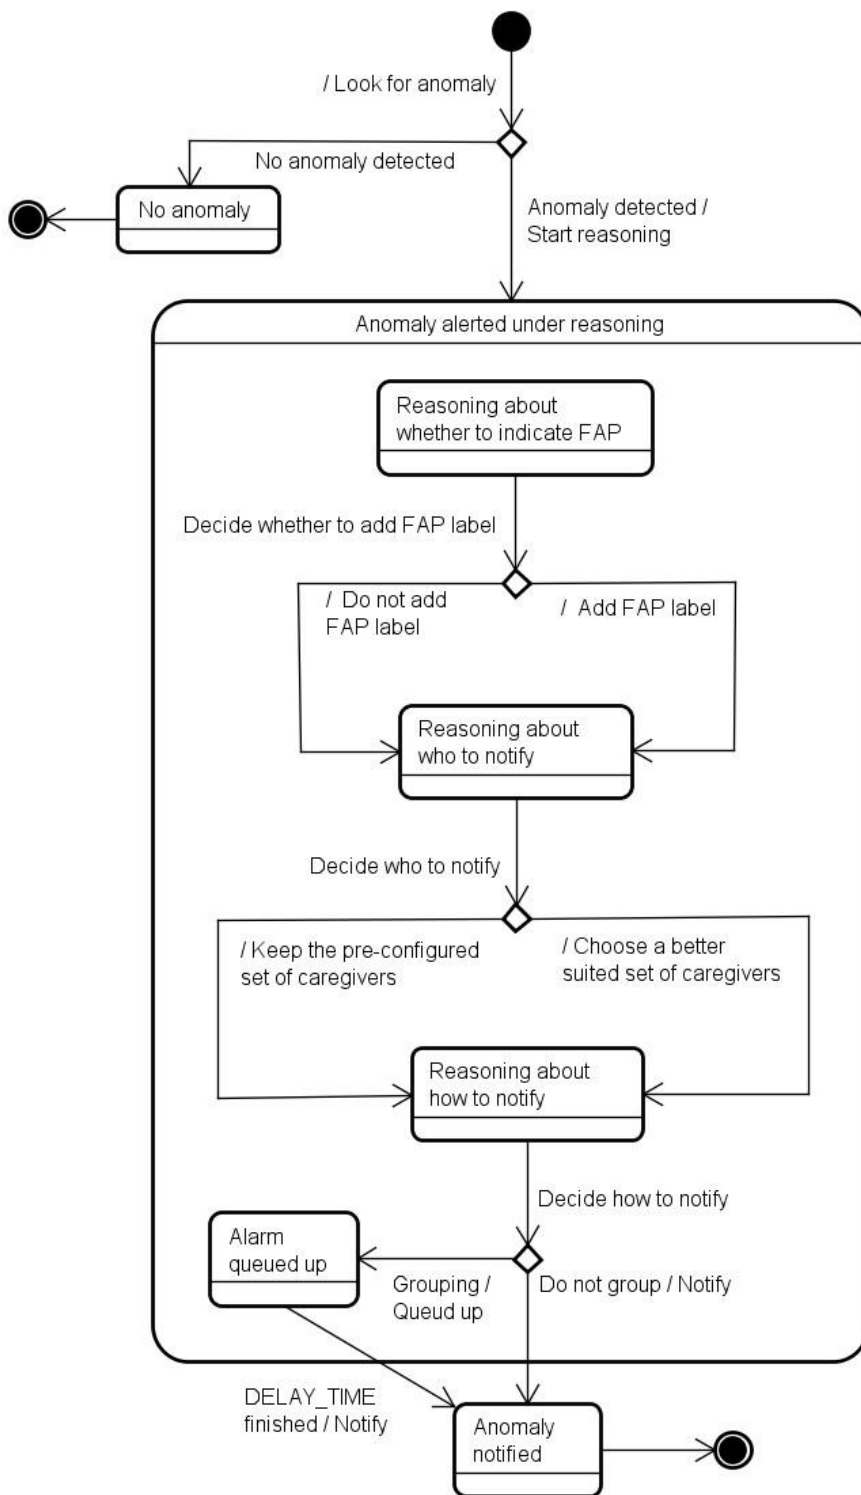 / Look for anomaly
No anomaly detected
No anomaly
Anomaly detected /
Start reasoning
Anomaly alerted under reasoning
Reasoning about
whether to indicate FAP
Decide whether to add FAP label
/  Do not add
FAP label
/  Add FAP label
Reasoning about
who to notify
Decide who to notify
/ Keep the pre-configured
set of caregivers
/ Choose a better
suited set of caregivers
Reasoning about
how to notify
Decide how to notify
Alarm
queued up
Grouping /
Queud up
Do not group / Notify
DELAY_TIME
finished / Notify
Anomaly
notified